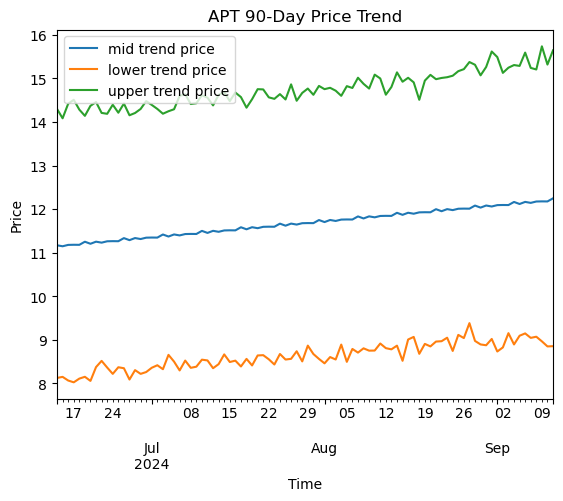 APT 90-Day Price Trend
mid trend price
lower trend price
upper trend price
Price
16
15
14
13
12
11
10
9
8
17 24 08 15 22 29 05 12 19 26 02 09
Jul Aug Sep
2024
Time